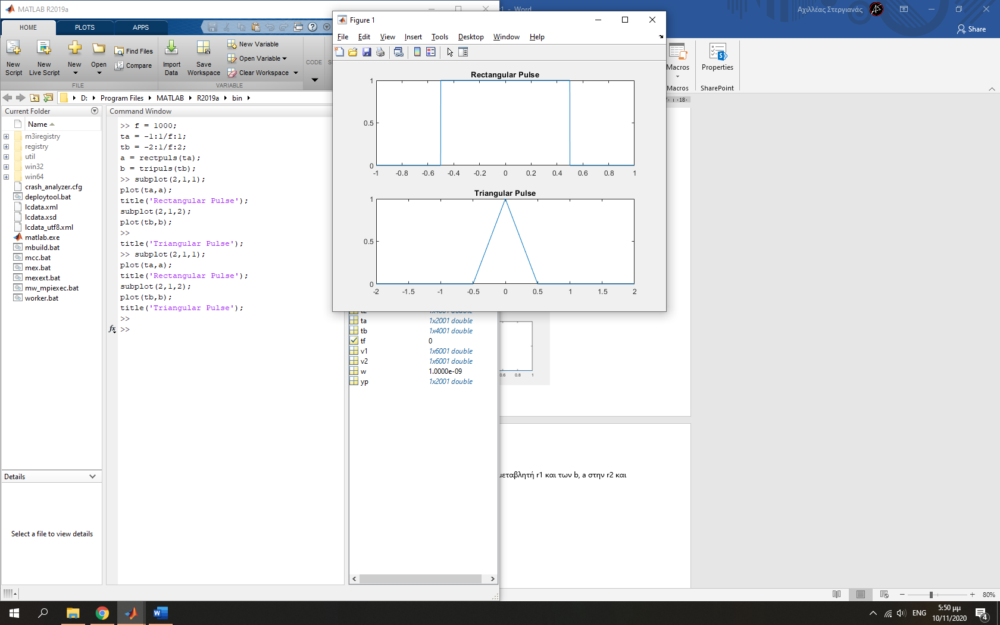 MATLAB R2019a
HOME
PLOTS
APPS
New
Script
New
Live Script
New
Open
Find Files
Compare
Import
Data
Save
Workspace
New Variable
Open Variable
Clear Workspace
FILE
VARIABLE
CODE
D:
Program Files
MATLAB
R2019a
bin
Current Folder
Name
m3iregistry
registry
util
win32
win64
crash_analyzer.cfg
deploytool.bat
lcdata.xml
lcdata.xsd
lcdata_utf8.xml
matlab.exe
mbuild.bat
mcc.bat
mex.bat
mexext.bat
mw_mpiexec.bat
worker.bat
Details
Select a file to view details
Command Window
>> f = 1000;
ta = -1:1/f:1;
tb = -2:1/f:2;
a = rectpuls(ta);
b = tripuls(tb);
>> subplot(2,1,1);
plot(ta,a);
title('Rectangular Pulse');
subplot(2,1,2);
plot(tb,b);
>>
title('Triangular Pulse');
>> subplot(2,1,1);
plot(ta,a);
title('Rectangular Pulse');
subplot(2,1,2);
plot(tb,b);
title('Triangular Pulse');
>>
fx >>
Figure 1
File Edit View Insert Tools Desktop Window Help
Rectangular Pulse
1
0.5
0
-1 -0.8 -0.6 -0.4 -0.2 0 0.2 0.4 0.6 0.8 1
Triangular Pulse
1
0.5
0
-2 -1.5 -1 -0.5 0 0.5 1 1.5 2
ta 1x2001 double
tb 1x4001 double
tf 0
v1 1x6001 double
v2 1x6001 double
w 1.0000e-09
yp 1x2001 double
- Word
Αχιλλέας Στεργιανάς
Share
Macros
Properties
Macros
SharePoint
18
0.8 1
μεταβλητή r1 και των b, a στην r2 και
80%
ENG
5:50 μμ
10/11/2020
4